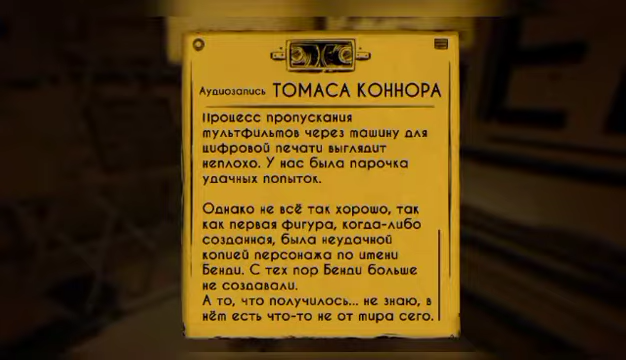 Аудиозапись ТОМАСА КОННОРА
Процесс пропускания
мультфильмов через машину для
цифровой печати выглядит
неплохо. У нас была парочка
удачных попыток.
Однако не всё так хорошо, так
как первая фигура, когда-либо
созданная, была неудачной
копией персонажа по имени
Бенди. С тех пор Бенди больше
не создавали.
А то, что получилось... не знаю, в
нём есть что-то не от мира сего.